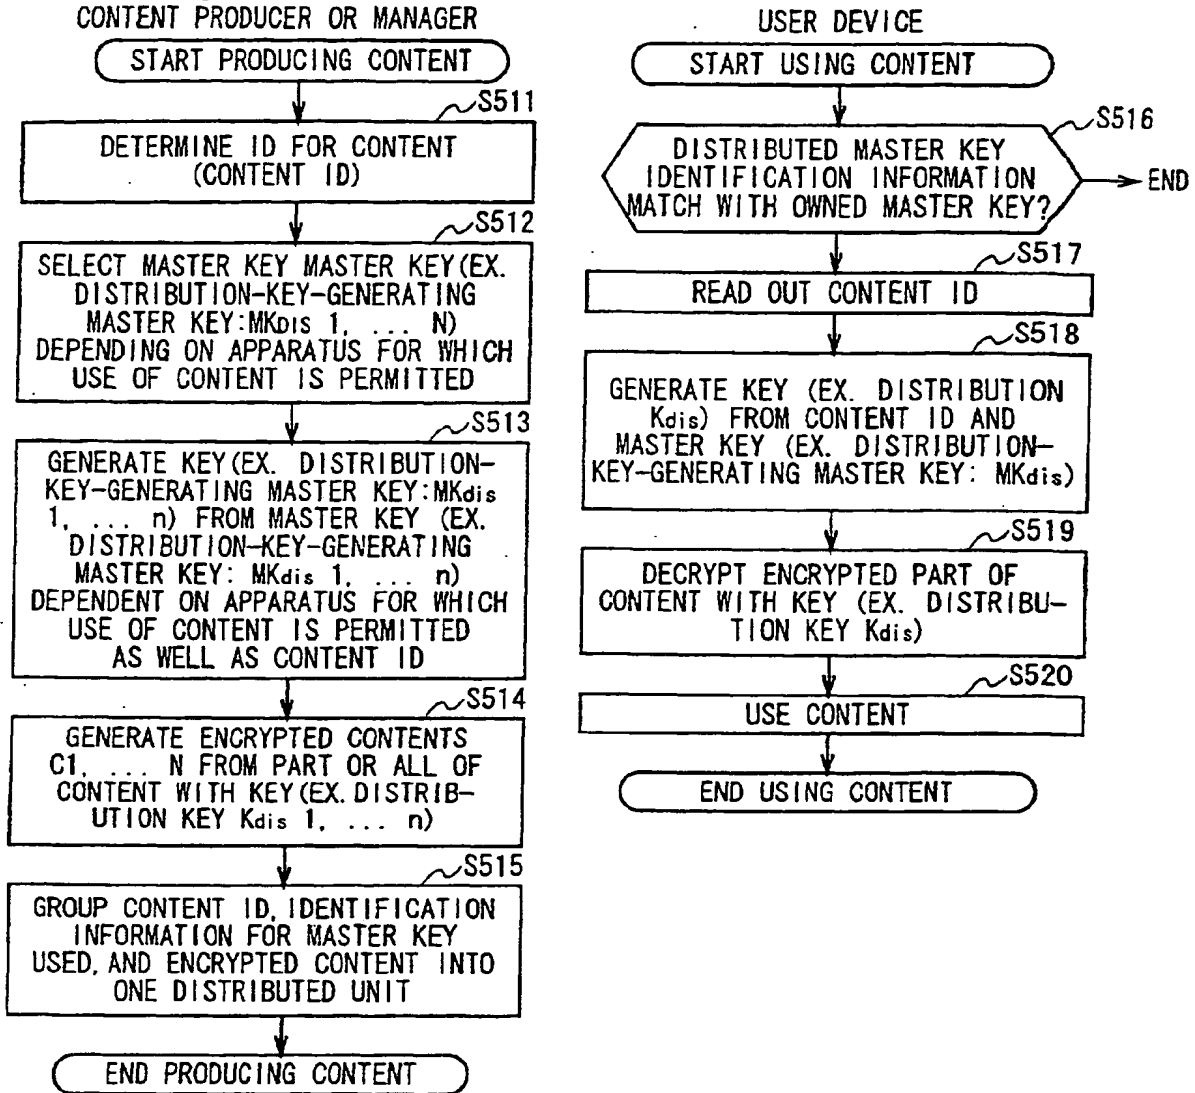 CONTENT PRODUCER OR MANAGER
START PRODUCING CONTENT
S511
DETERMINE ID FOR CONTENT
(CONTENT ID)
S512
SELECT MASTER KEY MASTER KEY(EX.
DISTRIBUTION-KEY-GENERATING
MASTER KEY:MKDIS 1, ... N)
DEPENDING ON APPARATUS FOR WHICH
USE OF CONTENT IS PERMITTED
S513
GENERATE KEY(EX. DISTRIBUTION-
KEY-GENERATING MASTER KEY:MKdis
1, ... n) FROM MASTER KEY (EX.
DISTRIBUTION-KEY-GENERATING
MASTER KEY: MKdis 1, ... n)
DEPENDENT ON APPARATUS FOR WHICH
USE OF CONTENT IS PERMITTED
AS WELL AS CONTENT ID
S514
GENERATE ENCRYPTED CONTENTS
C1, ... N FROM PART OR ALL OF
CONTENT WITH KEY(EX. DISTRIB-
UTION KEY Kdis 1, ... n)
S515
GROUP CONTENT ID, IDENTIFICATION
INFORMATION FOR MASTER KEY
USED, AND ENCRYPTED CONTENT INTO
ONE DISTRIBUTED UNIT
END PRODUCING CONTENT
USER DEVICE
START USING CONTENT
S516
DISTRIBUTED MASTER KEY
IDENTIFICATION INFORMATION
MATCH WITH OWNED MASTER KEY?
END
S517
READ OUT CONTENT ID
S518
GENERATE KEY (EX. DISTRIBUTION
Kdis) FROM CONTENT ID AND
MASTER KEY (EX. DISTRIBUTION-
KEY-GENERATING MASTER KEY: MKdis)
S519
DECRYPT ENCRYPTED PART OF
CONTENT WITH KEY (EX. DISTRIBU-
TION KEY Kdis)
S520
USE CONTENT
END USING CONTENT